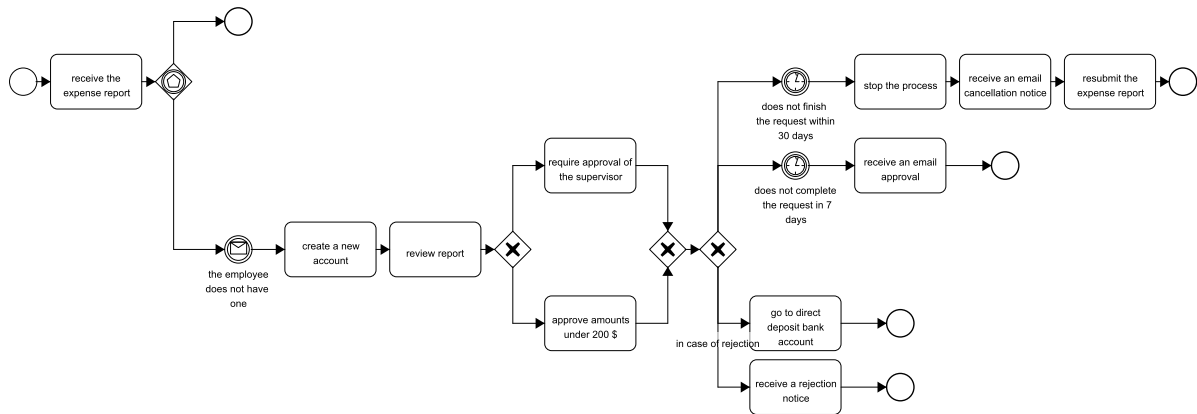 receive the
expense report
the employee
does not have
one
create a new
account
review report
require approval of
the supervisor
approve amounts
under 200 $
does not finish
the request within
30 days
stop the process
receive an email
cancellation notice
resubmit the
expense report
does not complete
the request in 7
days
receive an email
approval
go to direct
deposit bank
account
in case of rejection
receive a rejection
notice